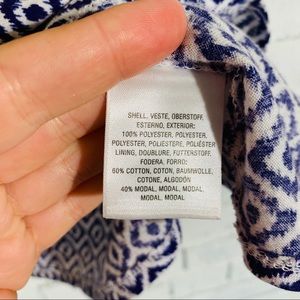 SHELL, VESTE, OBERSTOFF,
ESTERNO, EXTERIOR:
100% POLYESTER, POLYESTER,
POLYESTER, POLIESTERE, POLIÉSTER
LINING, DOUBLURE, FUTTERSTOFF,
FODERA, FORRO:
60% COTTON, COTON, BAUMWOLLE,
COTONE, ALGODÓN
40% MODAL, MODAL, MODAL,
MODAL, MODAL